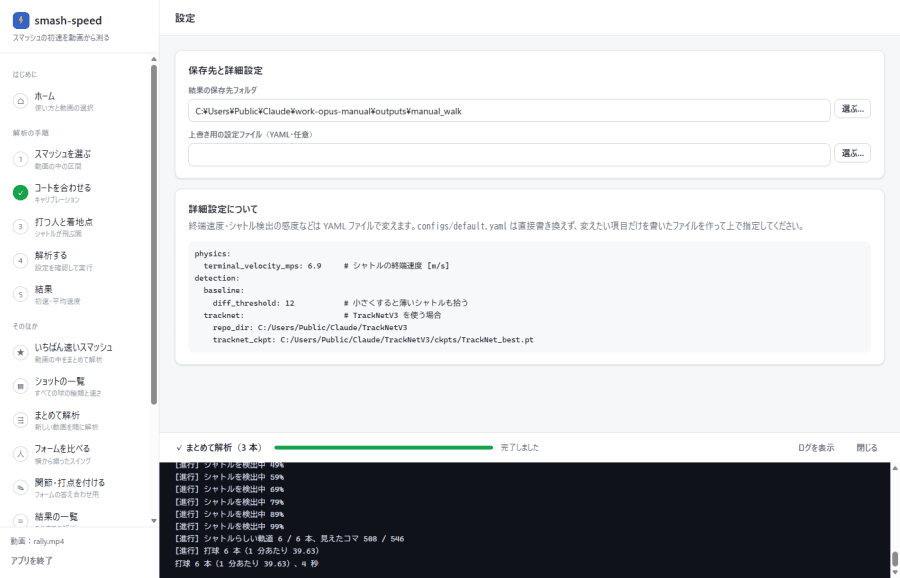 smash-speed
スマッシュの初速を動画から測る
はじめに
ホーム
使い方と動画の選択
解析の手順
1
スマッシュを選ぶ
動画の中の区間
コートを合わせる
キャリブレーション
3
打つ人と着地点
シャトルが飛ぶ面
4
解析する
設定を確認して実行
5
結果
初速・平均速度
そのほか
いちばん速いスマッシュ
動画の中をまとめて解析
ショットの一覧
すべての球の種類と速さ
まとめて解析
新しい動画を順に解析
人
フォームを比べる
横から撮ったスイング
関節・打点を付ける
フォームの答え合わせ用
結果の一覧
動画：rally.mp4
アプリを終了
設定
保存先と詳細設定
結果の保存先フォルダ
C:¥Users¥Public¥Claude¥work-opus-manual¥outputs¥manual_walk
選ぶ...
上書き用の設定ファイル（YAML・任意）
選ぶ...
詳細設定について
終端速度・シャトル検出の感度などは YAML ファイルで変えます。configs/default.yaml は直接書き換えず、変えたい項目だけを書いたファイルを作って上で指定してください。
physics:
terminal_velocity_mps: 6.9 # シャトルの終端速度 [m/s]
detection:
baseline:
diff_threshold: 12 # 小さくすると薄いシャトルも拾う
tracknet: # TrackNetV3 を使う場合
repo_dir: C:/Users/Public/Claude/TrackNetV3
tracknet_ckpt: C:/Users/Public/Claude/TrackNetV3/ckpts/TrackNet_best.pt
✓ まとめて解析（3 本）
完了しました
ログを表示
閉じる
[進行] シャトルを検出中 49%
[進行] シャトルを検出中 59%
[進行] シャトルを検出中 69%
[進行] シャトルを検出中 79%
[進行] シャトルを検出中 89%
[進行] シャトルを検出中 99%
[進行] シャトルらしい軌道 6 / 6 本、見えたコマ 508 / 546
[進行] 打球 6 本（1 分あたり 39.63）
打球 6 本（1 分あたり 39.63）、4 秒